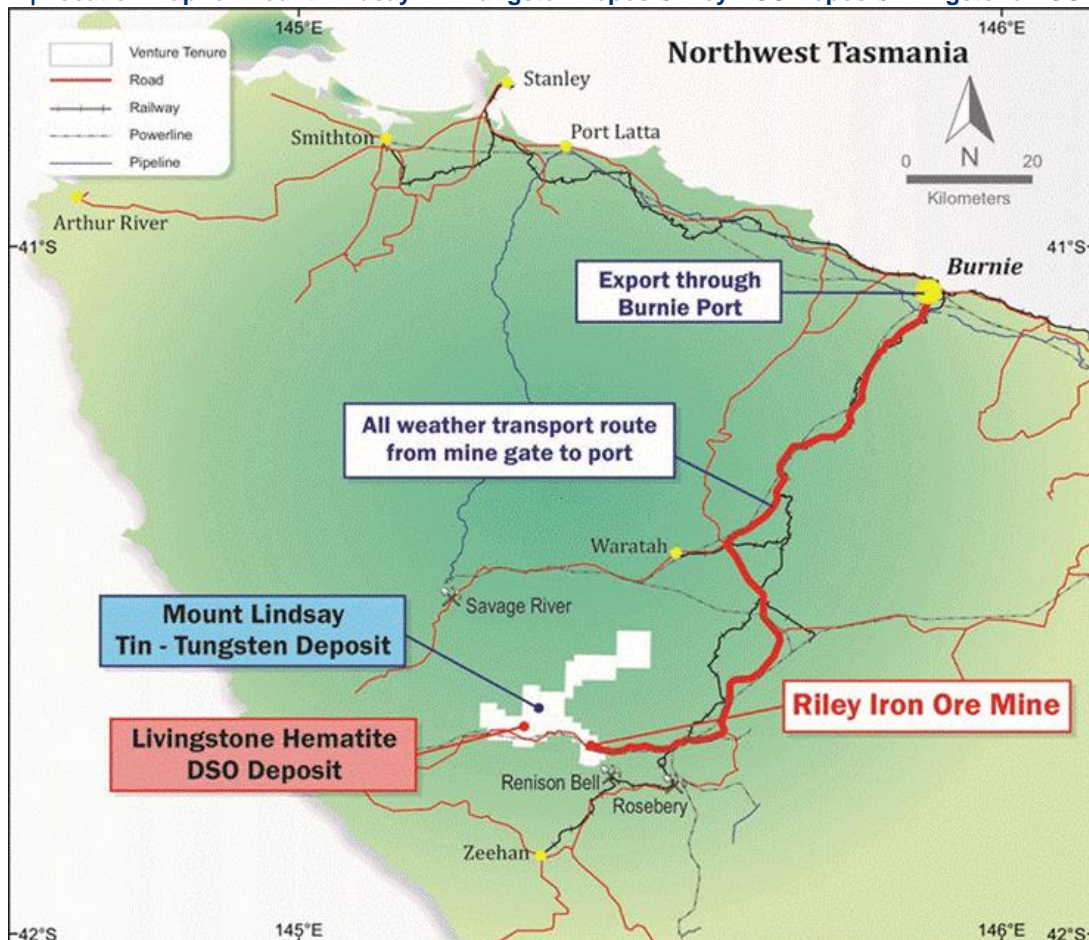 145°E
146°E
Venture Tenure
Road
Railway
Powerline
Pipeline
Northwest Tasmania
Stanley
Smithton
Port Latta
0 20
N
Kilometers
Arthur River
41°S
41°S
Burnie
Export through
Burnie Port
All weather transport route
from mine gate to port
Waratah
Savage River
Mount Lindsay
Tin - Tungsten Deposit
Riley Iron Ore Mine
Livingstone Hematite
DSO Deposit
Renison Bell
Rosebery
Zeehan
42°S
145°E
146°E
42°S